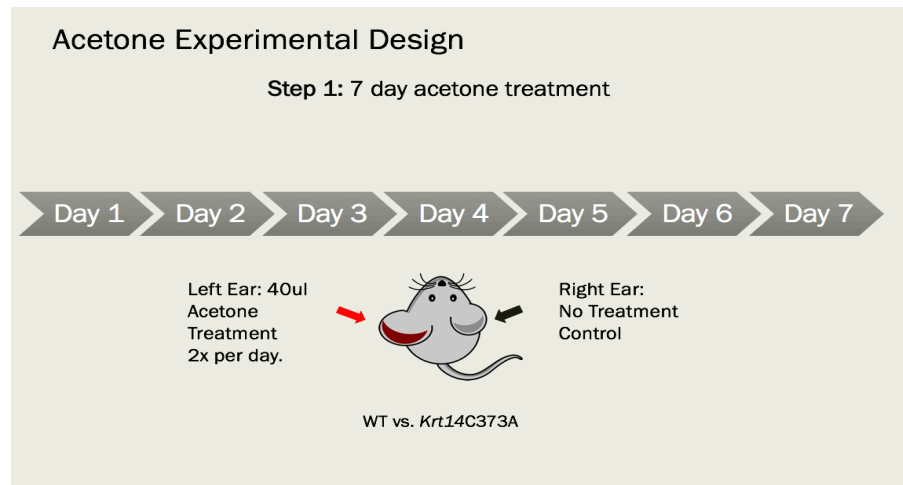 Acetone Experimental Design
Step 1: 7 day acetone treatment
Day 1 Day 2 Day 3 Day 4 Day 5 Day 6 Day 7
Left Ear: 40ul
Acetone
Treatment
2x per day.
Right Ear:
No Treatment
Control
WT vs. Krt14C373A